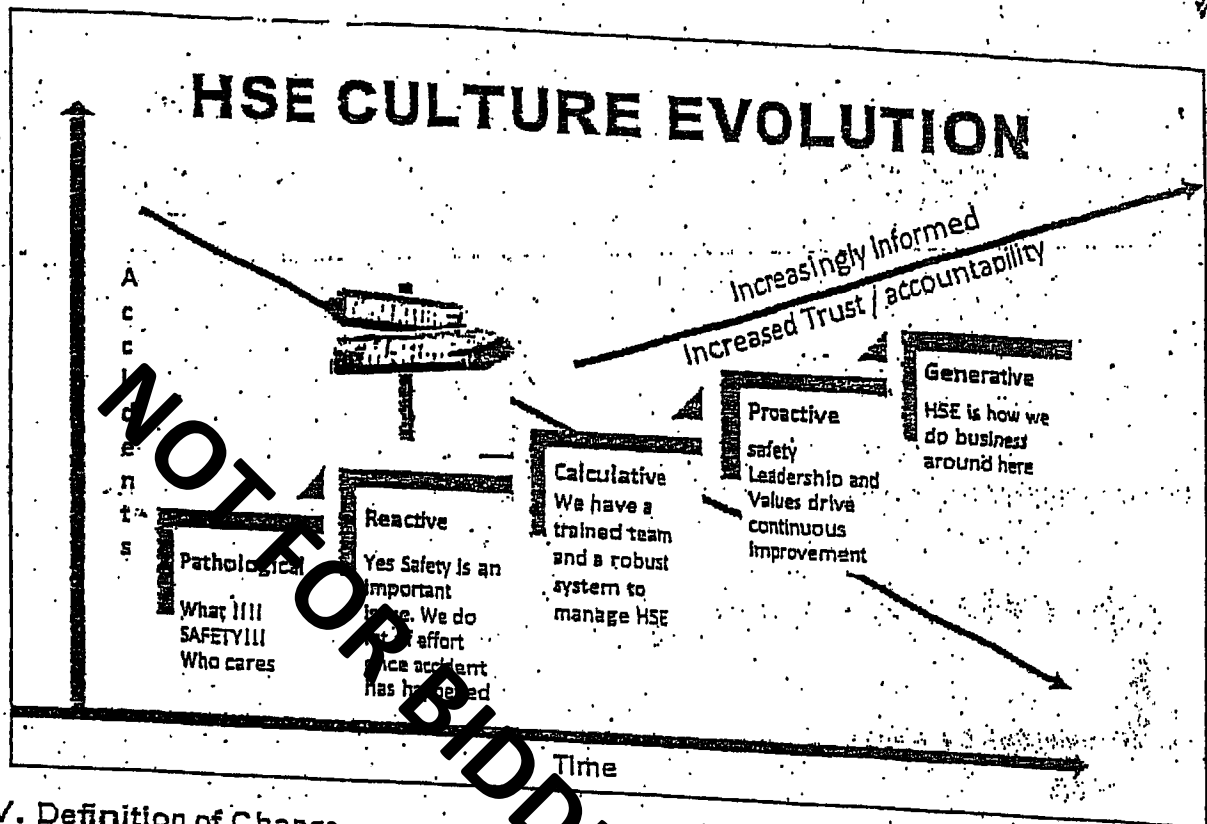 HSE CULTURE EVOLUTION
Accidents
Increasingly Informed
Increased Trust / accountability
Pathological
What !!!!
SAFETY!!!
Who cares
Reactive
Yes Safety is an
important
We do
effort
accident
has
Calculative
We have a
trained team
and a robust
system to
manage HSE
Proactive
safety
Leadership and
Values drive
continuous
improvement
Generative
HSE is how we
do business
around here
Time
NOT FOR
V. Definition of Change